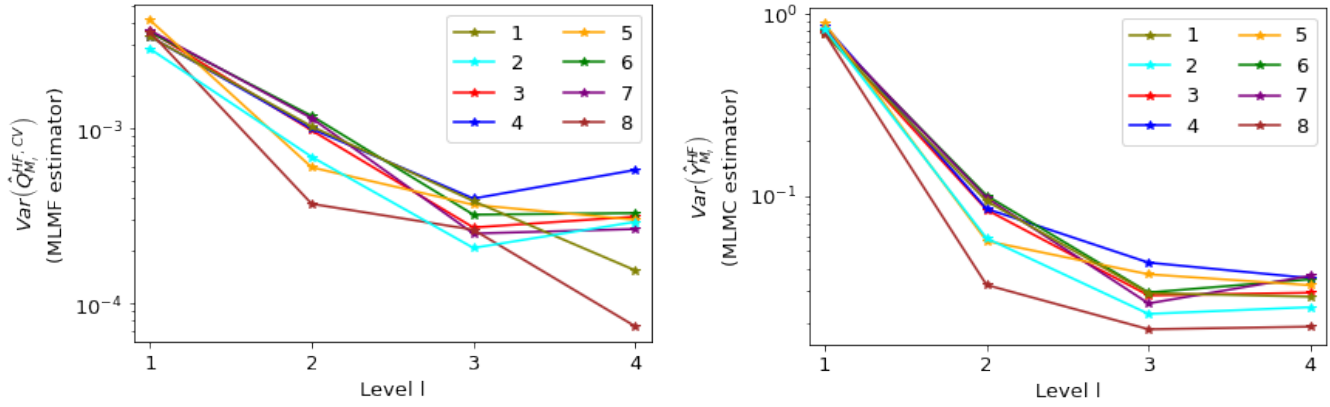 10⁻³
10⁻⁴
Var(Q̂_{M_l}^{HF,CV})
(MLMF estimator)
1 5
2 6
3 7
4 8
1 2 3 4
Level l
10⁰
10⁻¹
Var(Ŷ_{M_l}^{HF})
(MLMC estimator)
1 5
2 6
3 7
4 8
1 2 3 4
Level l